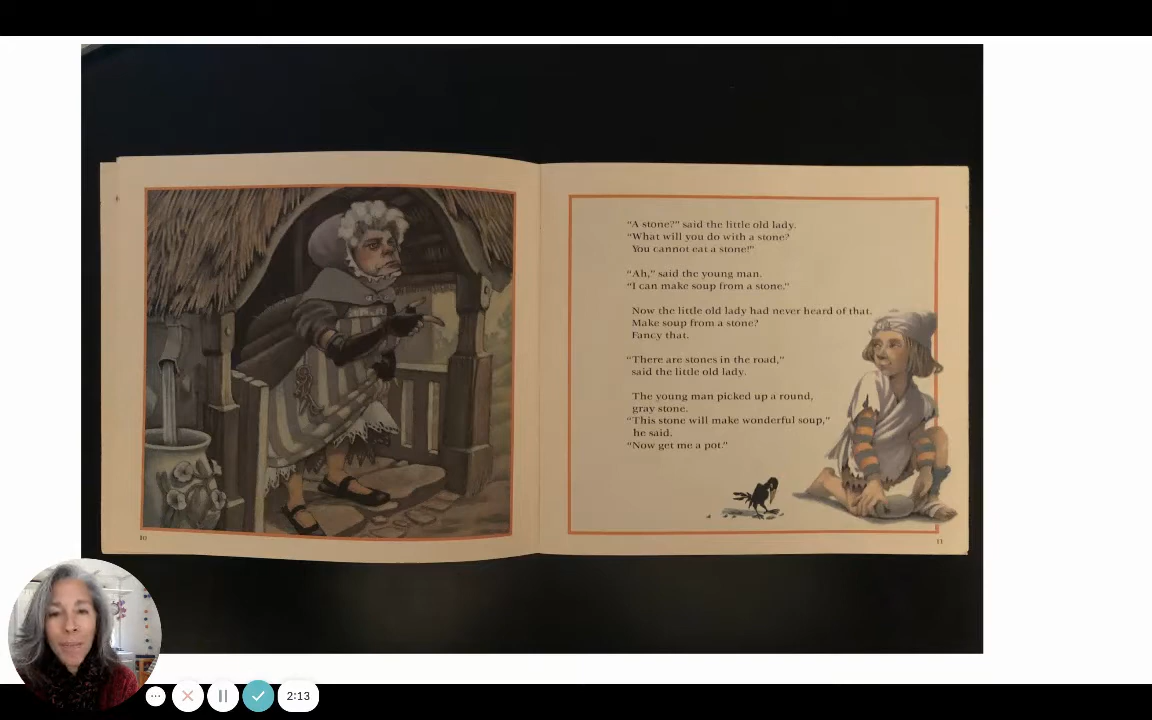 "A stone?" said the little old lady.
"What will you do with a stone?
You cannot eat a stone!"
"Ah," said the young man.
"I can make soup from a stone."
Now the little old lady had never heard of that.
Make soup from a stone?
Fancy that.
"There are stones in the road,"
said the little old lady.
The young man picked up a round,
gray stone.
"This stone will make wonderful soup,"
he said.
"Now get me a pot."
10
11
2:13